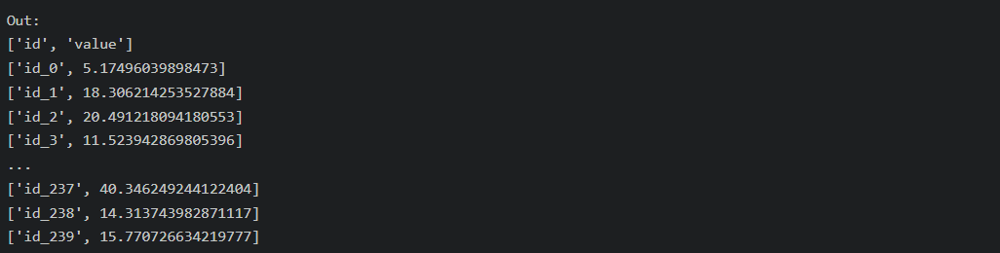 Out:
['id', 'value']
['id_0', 5.17496039898473]
['id_1', 18.306214253527884]
['id_2', 20.491218094180553]
['id_3', 11.523942869805396]
...
['id_237', 40.346249244122404]
['id_238', 14.313743982871117]
['id_239', 15.770726634219777]